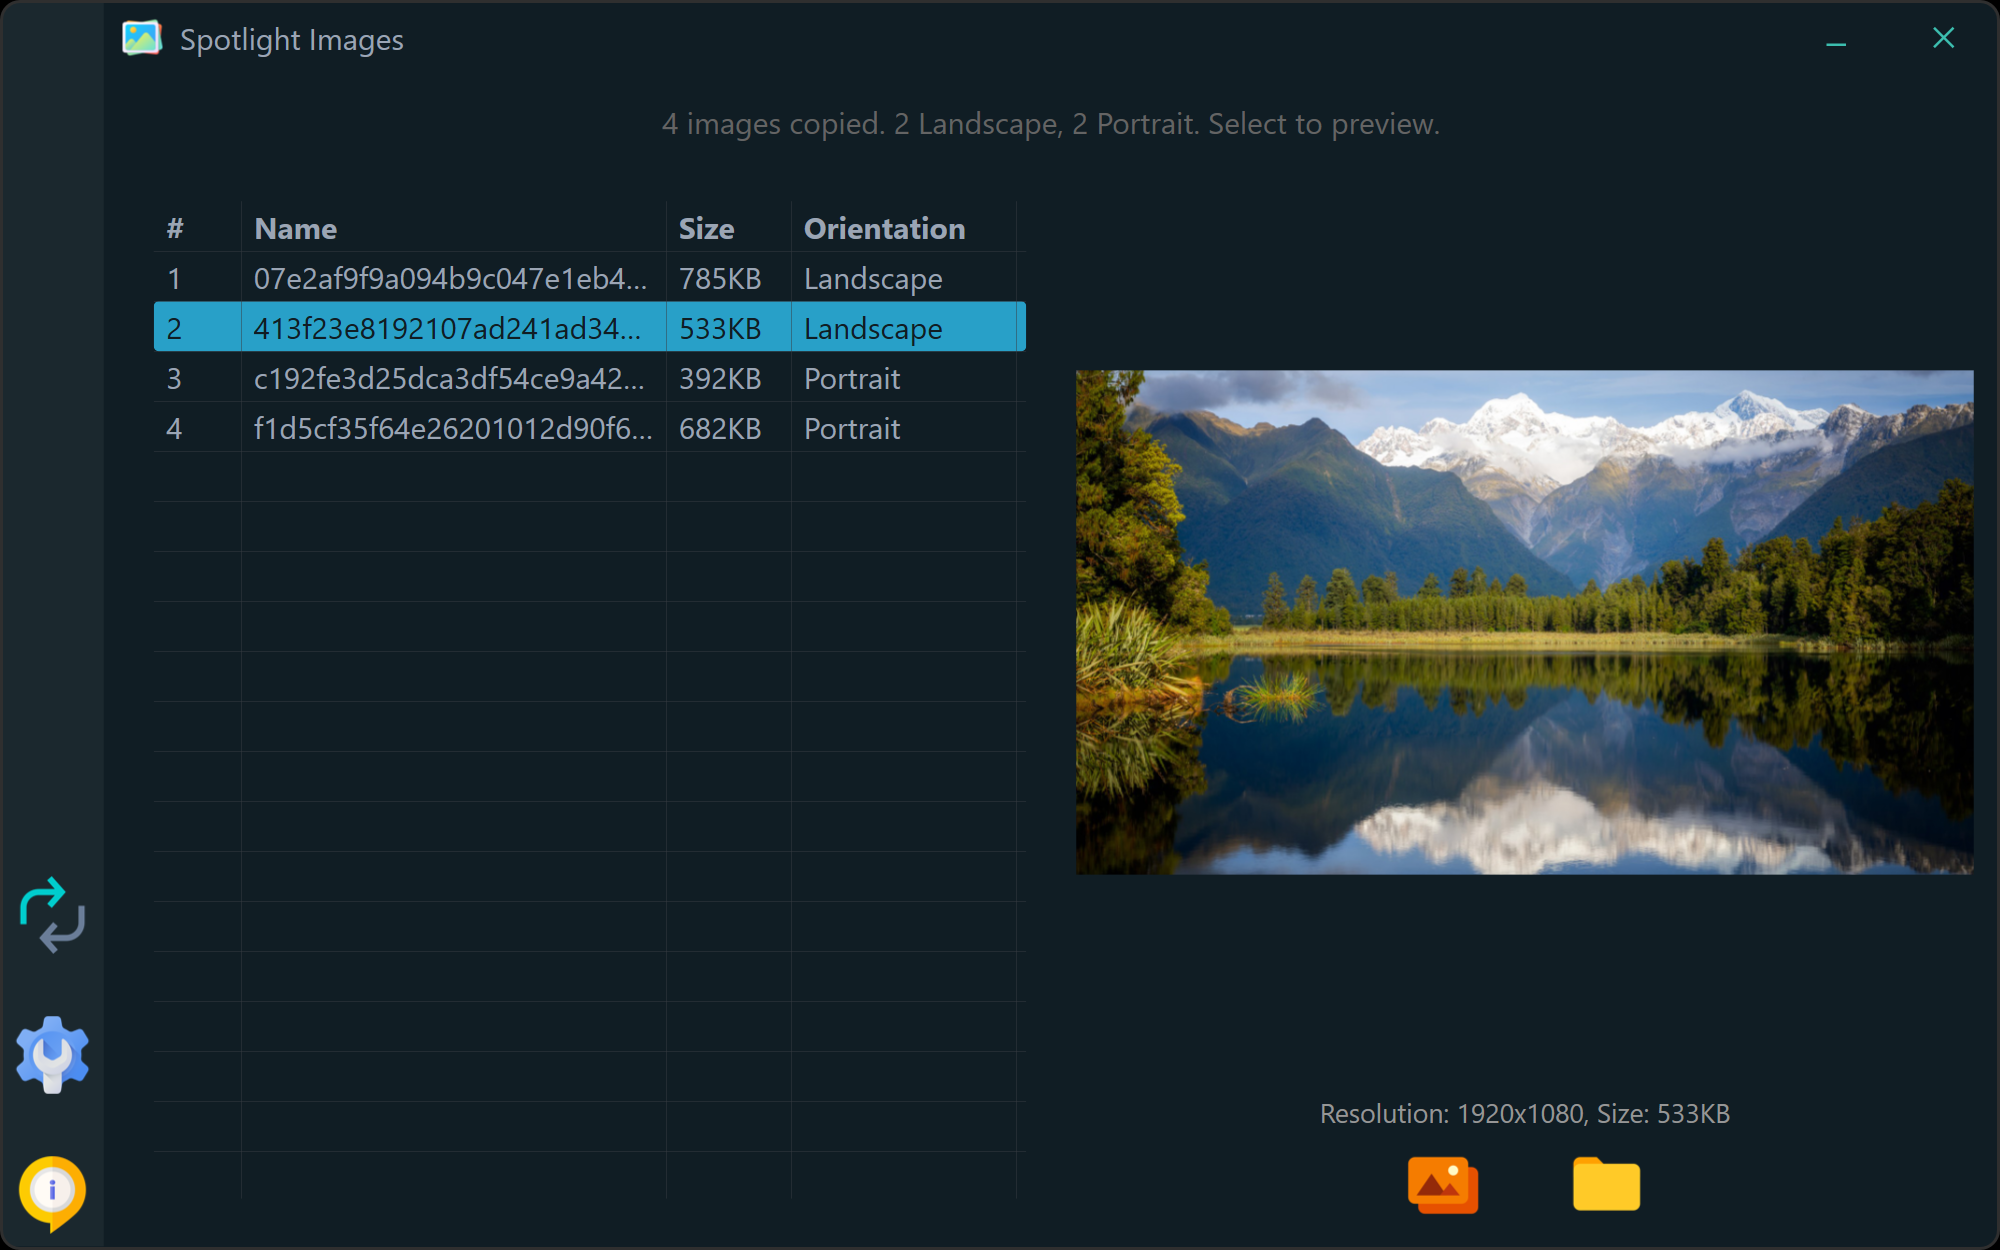 Spotlight Images
4 images copied. 2 Landscape, 2 Portrait. Select to preview.
# Name Size Orientation
1 07e2af9f9a094b9c047e1eb4... 785KB Landscape
2 413f23e8192107ad241ad34... 533KB Landscape
3 c192fe3d25dca3df54ce9a42... 392KB Portrait
4 f1d5cf35f64e26201012d90f6... 682KB Portrait
Resolution: 1920x1080, Size: 533KB
i